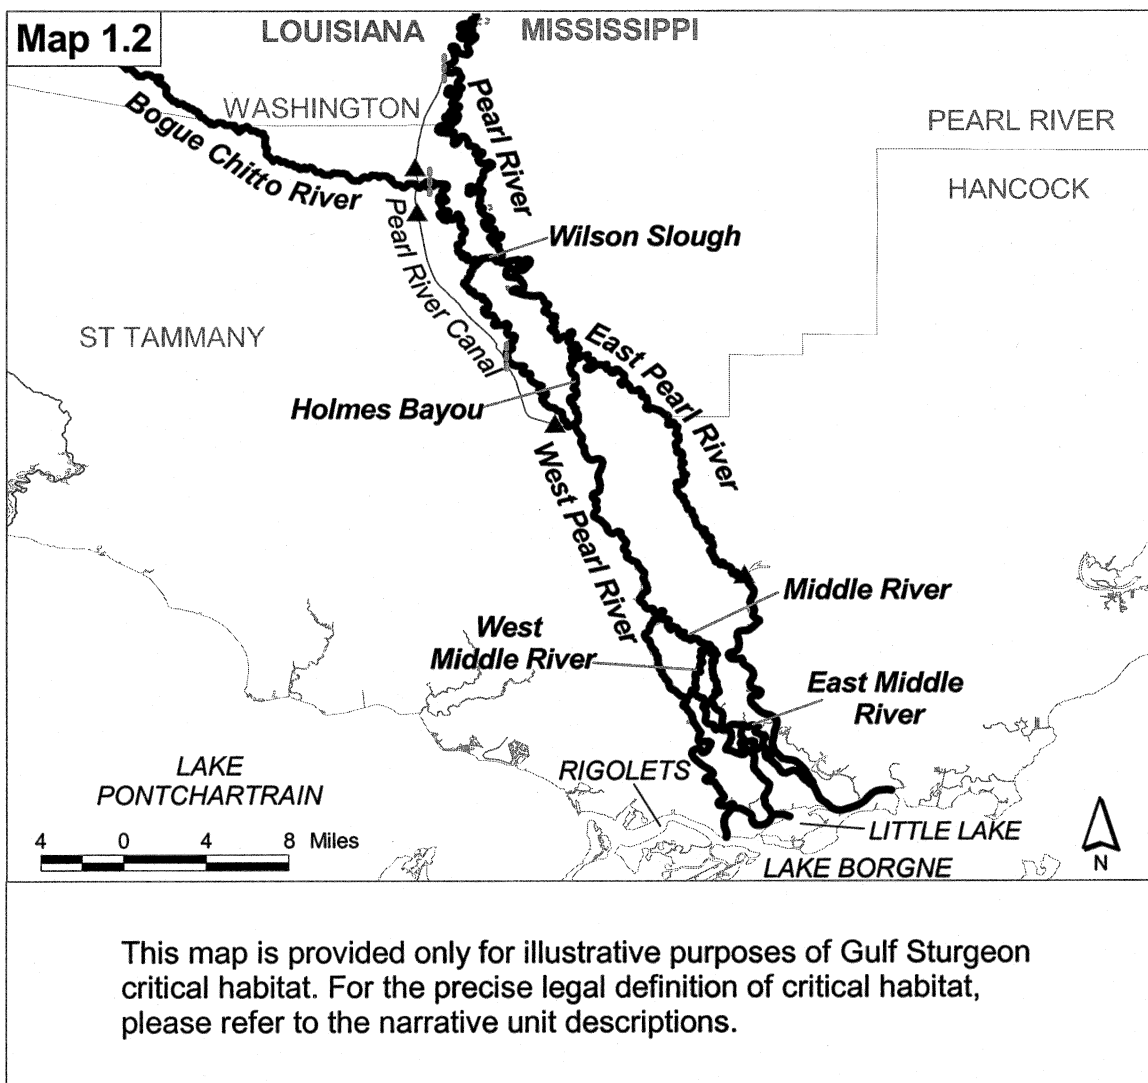 Map 1.2
LOUISIANA
MISSISSIPPI
WASHINGTON
Pearl River
PEARL RIVER
Bogue Chitto River
HANCOCK
Pearl River Canal
Wilson Slough
ST TAMMANY
East Pearl River
Holmes Bayou
West Pearl River
Middle River
West
Middle River
East Middle
River
LAKE
PONTCHARTRAIN
RIGOLETS
LITTLE LAKE
LAKE BORGNE
4 0 4 8 Miles
N
This map is provided only for illustrative purposes of Gulf Sturgeon
critical habitat. For the precise legal definition of critical habitat,
please refer to the narrative unit descriptions.